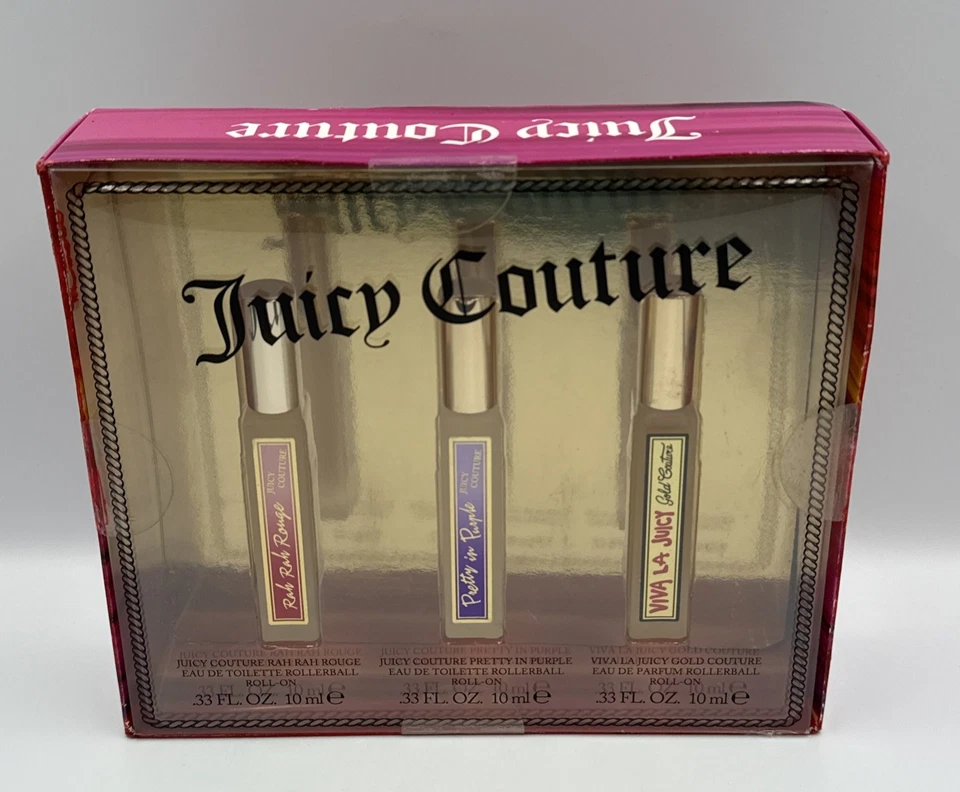 Juicy Couture
Juicy Couture
Rah Rah Rouge
JUICY
COUTURE
Pretty in Purple
JUICY
COUTURE
VIVA LA JUICY Gold Couture
JUICY COUTURE RAH RAH ROUGE
EAU DE TOILETTE ROLLERBALL
ROLL-ON
.33 FL. OZ. 10 ml ℮
JUICY COUTURE PRETTY IN PURPLE
EAU DE TOILETTE ROLLERBALL
ROLL-ON
.33 FL. OZ. 10 ml ℮
VIVA LA JUICY GOLD COUTURE
EAU DE PARFUM ROLLERBALL
ROLL-ON
.33 FL. OZ. 10 ml ℮